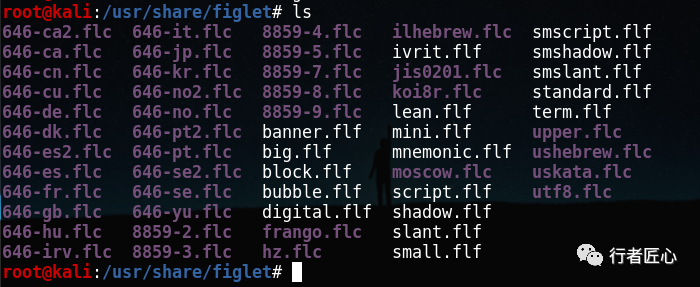 root@kali:/usr/share/figlet# ls
646-ca2.flc 646-it.flc 8859-4.flc ilhebrew.flc smscript.flf
646-ca.flc 646-jp.flc 8859-5.flc ivrit.flf smshadow.flf
646-cn.flc 646-kr.flc 8859-7.flc jis0201.flc smslant.flf
646-cu.flc 646-no2.flc 8859-8.flc koi8r.flc standard.flf
646-de.flc 646-no.flc 8859-9.flc lean.flf term.flf
646-dk.flc 646-pt2.flc banner.flf mini.flf upper.flc
646-es2.flc 646-pt.flc big.flf mnemonic.flf ushebrew.flc
646-es.flc 646-se2.flc block.flf moscow.flc uskata.flc
646-fr.flc 646-se.flc bubble.flf script.flf utf8.flc
646-gb.flc 646-yu.flc digital.flf shadow.flf
646-hu.flc 8859-2.flc frango.flc slant.flf
646-irv.flc 8859-3.flc hz.flc small.flf
root@kali:/usr/share/figlet#
行者匠心